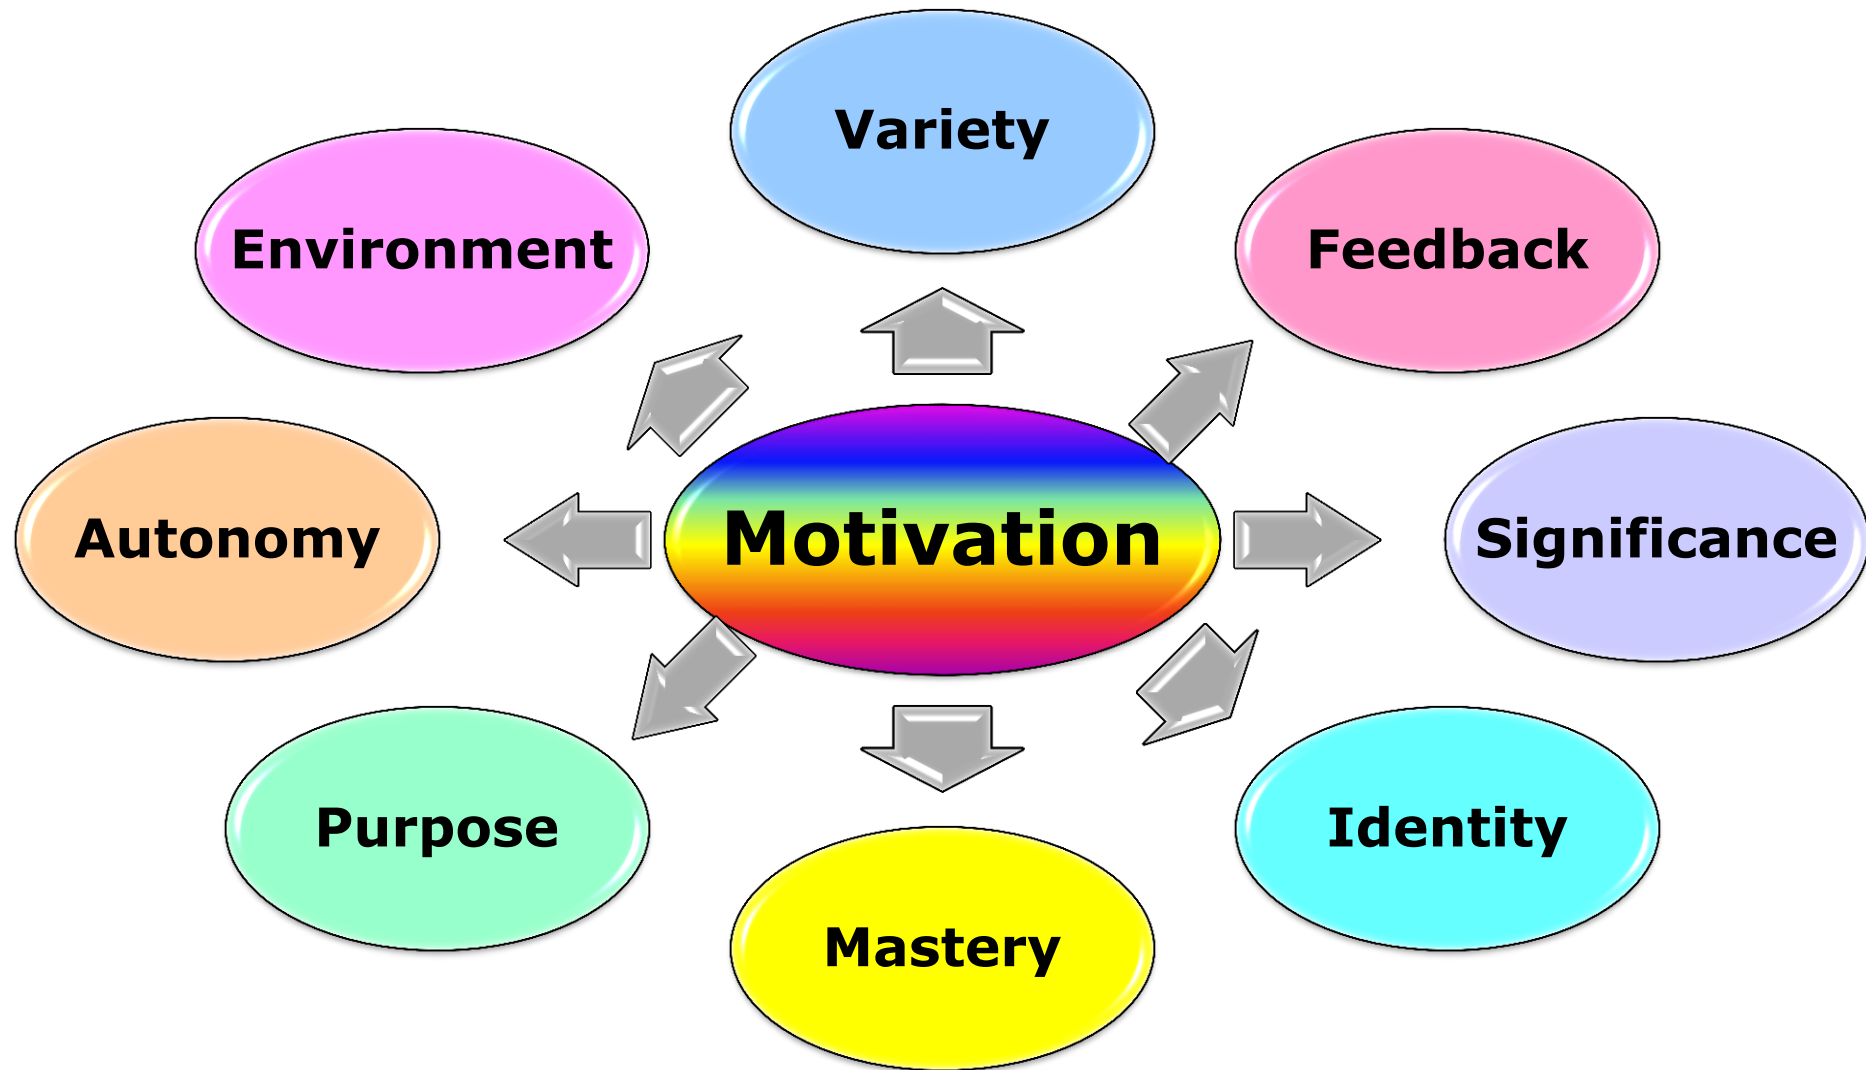 Variety
Environment
Feedback
Autonomy
Motivation
Significance
Purpose
Identity
Mastery